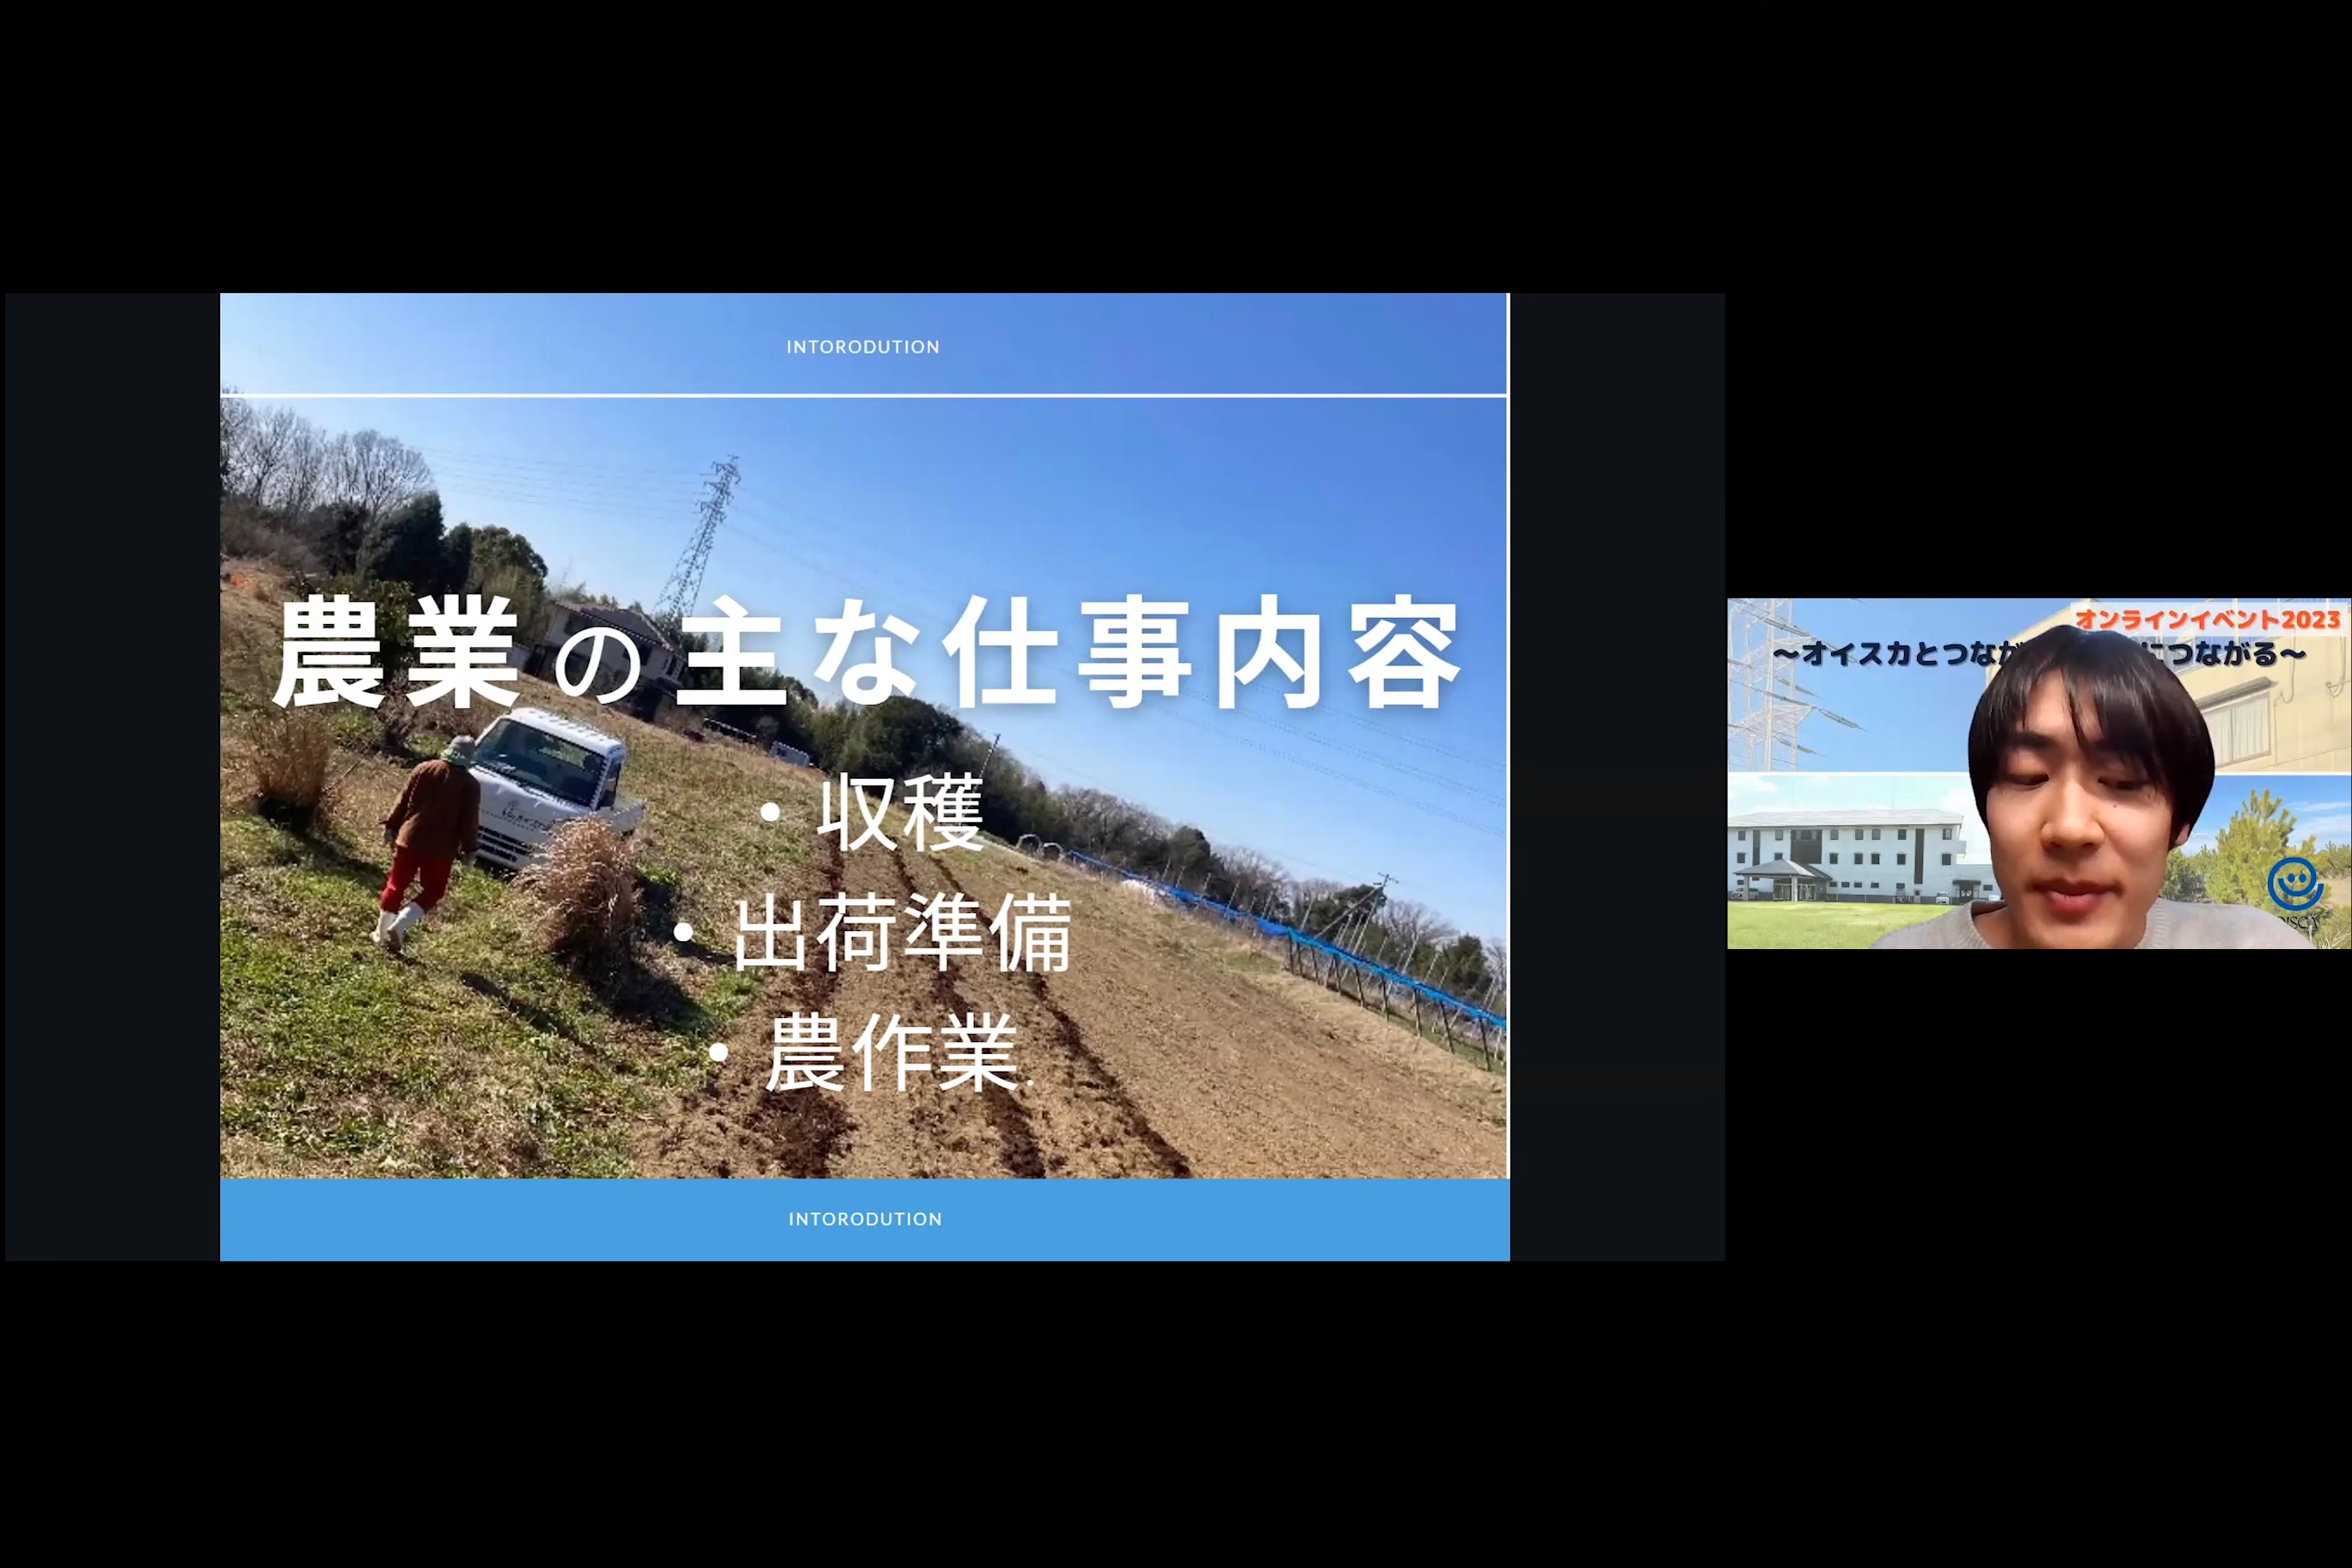 INTORODUTION
農業の主な仕事内容
・収穫
・出荷準備
・農作業.
INTORODUTION
オンラインイベント2023
〜オイスカとつなが
につながる〜